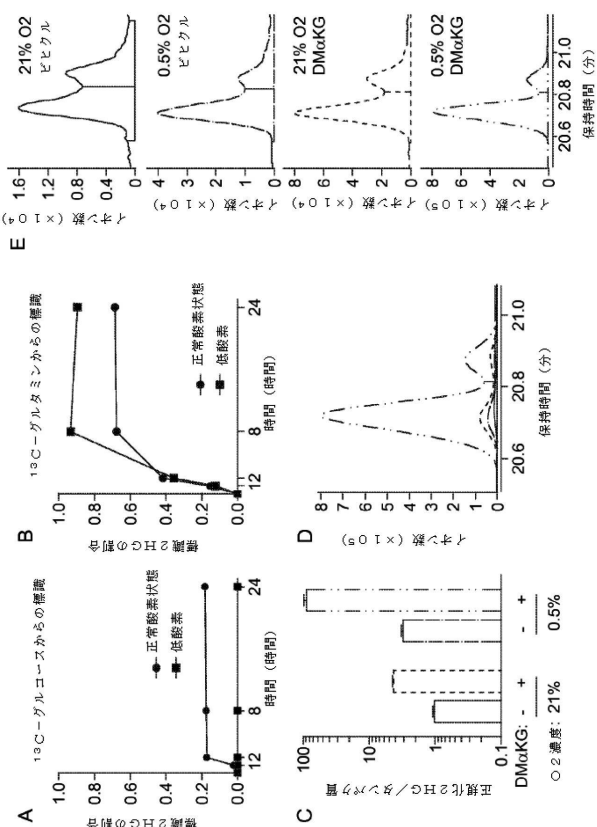 A
13C-グルコースからの標識
標識2HGの割合
1.0
0.8
0.6
0.4
0.2
0.0
正常酸素状態
低酸素
12
8
24
時間 (時間)
B
13C-グルタミンからの標識
標識2HGの割合
1.0
0.8
0.6
0.4
0.2
0.0
正常酸素状態
低酸素
12
8
24
時間 (時間)
C
正規化2HG/タンパク質
100
10
1
0.1
DMαKG: - + - +
O2濃度: 21% 0.5%
D
イオン数 (×10⁵)
8
7
6
5
4
3
2
1
0
20.6 20.8 21.0
保持時間 (分)
E
イオン数 (×10⁴)
1.6
1.2
0.8
0.4
0
21% O2
ビヒクル
イオン数 (×10⁴)
4
3
2
1
0
0.5% O2
ビヒクル
イオン数 (×10⁴)
8
6
4
2
0
21% O2
DMαKG
イオン数 (×10⁵)
8
6
4
2
0
0.5% O2
DMαKG
20.6 20.8 21.0
保持時間 (分)